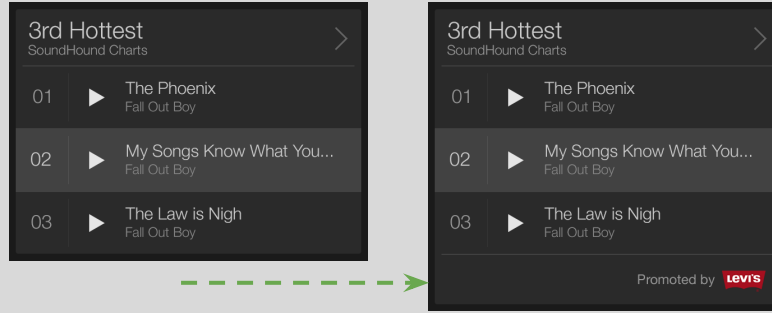 3rd Hottest
SoundHound Charts
01
The Phoenix
Fall Out Boy
02
My Songs Know What You...
Fall Out Boy
03
The Law is Nigh
Fall Out Boy
3rd Hottest
SoundHound Charts
01
The Phoenix
Fall Out Boy
02
My Songs Know What You...
Fall Out Boy
03
The Law is Nigh
Fall Out Boy
Promoted by LEVI'S